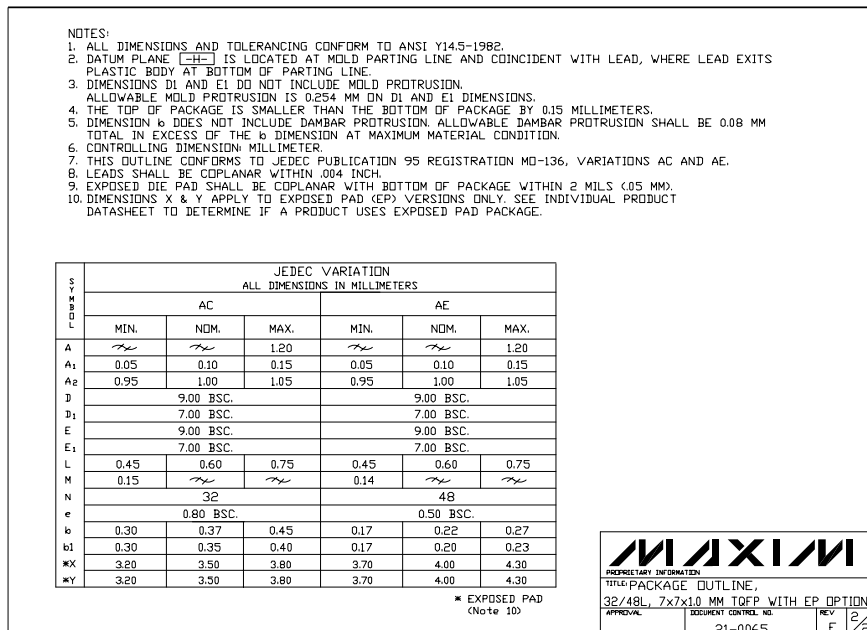 NOTES:
1. ALL DIMENSIONS AND TOLERANCING CONFORM TO ANSI Y14.5-1982.
2. DATUM PLANE -H- IS LOCATED AT MOLD PARTING LINE AND COINCIDENT WITH LEAD, WHERE LEAD EXITS
PLASTIC BODY AT BOTTOM OF PARTING LINE.
3. DIMENSIONS D1 AND E1 DO NOT INCLUDE MOLD PROTRUSION.
ALLOWABLE MOLD PROTRUSION IS 0.254 MM ON D1 AND E1 DIMENSIONS.
4. THE TOP OF PACKAGE IS SMALLER THAN THE BOTTOM OF PACKAGE BY 0.15 MILLIMETERS.
5. DIMENSION b DOES NOT INCLUDE DAMBAR PROTRUSION. ALLOWABLE DAMBAR PROTRUSION SHALL BE 0.08 MM
TOTAL IN EXCESS OF THE b DIMENSION AT MAXIMUM MATERIAL CONDITION.
6. CONTROLLING DIMENSION: MILLIMETER.
7. THIS OUTLINE CONFORMS TO JEDEC PUBLICATION 95 REGISTRATION MO-136, VARIATIONS AC AND AE.
8. LEADS SHALL BE COPLANAR WITHIN .004 INCH.
9. EXPOSED DIE PAD SHALL BE COPLANAR WITH BOTTOM OF PACKAGE WITHIN 2 MILS (.05 MM).
10. DIMENSIONS X & Y APPLY TO EXPOSED PAD (EP) VERSIONS ONLY. SEE INDIVIDUAL PRODUCT
DATASHEET TO DETERMINE IF A PRODUCT USES EXPOSED PAD PACKAGE.
SYMBOL
JEDEC VARIATION
ALL DIMENSIONS IN MILLIMETERS
AC AE
MIN. NOM. MAX. MIN. NOM. MAX.
A 1.20 1.20
A1 0.05 0.10 0.15 0.05 0.10 0.15
A2 0.95 1.00 1.05 0.95 1.00 1.05
D 9.00 BSC. 9.00 BSC.
D1 7.00 BSC. 7.00 BSC.
E 9.00 BSC. 9.00 BSC.
E1 7.00 BSC. 7.00 BSC.
L 0.45 0.60 0.75 0.45 0.60 0.75
M 0.15 0.14
N 32 48
e 0.80 BSC. 0.50 BSC.
b 0.30 0.37 0.45 0.17 0.22 0.27
b1 0.30 0.35 0.40 0.17 0.20 0.23
*X 3.20 3.50 3.80 3.70 4.00 4.30
*Y 3.20 3.50 3.80 3.70 4.00 4.30
* EXPOSED PAD
(Note 10)
MAXIM
PROPRIETARY INFORMATION
TITLE: PACKAGE OUTLINE,
32/48L, 7x7x1.0 MM TQFP WITH EP OPTION
APPROVAL DOCUMENT CONTROL NO. REV
21-0065 2/2